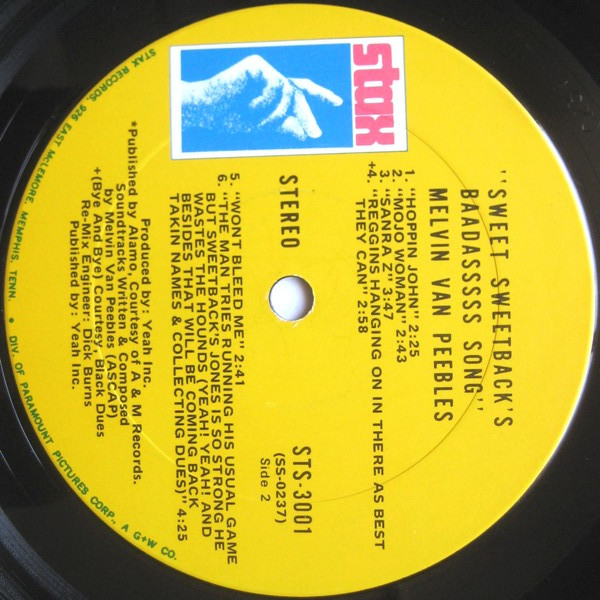 stax
"SWEET SWEETBACK'S
BAADASSSSS SONG"
MELVIN VAN PEEBLES
1. "HOPPIN JOHN" 2:25
2. "MOJO WOMAN" 2:43
3. "SANRA Z" 3:47
+4. "REGGINS HANGING ON IN THERE AS BEST
THEY CAN" 2:58
STEREO
STS-3001
(SS-0237)
Side 2
5. "WONT BLEED ME" 2:41
6. "THE MAN TRIES RUNNING HIS USUAL GAME
BUT SWEETBACK'S JONES IS SO STRONG HE
WASTES THE HOUNDS (YEAH! YEAH! AND
BESIDES THAT WILL BE COMING BACK
TAKIN NAMES & COLLECTING DUES)" 4:25
Produced by: Yeah Inc.
*Published by Alamo, Courtesy of A & M Records.
Soundtracks Written & Composed
by Melvin Van Peebles (ASCAP)
+(Bye And Bye) Courtesy, Black Dues
Re-Mix Engineer: Dick Burns
Published by: Yeah Inc.
STAX RECORDS, 926 EAST McLEMORE, MEMPHIS, TENN. • DIV. OF PARAMOUNT PICTURES CORP., A G+W CO.